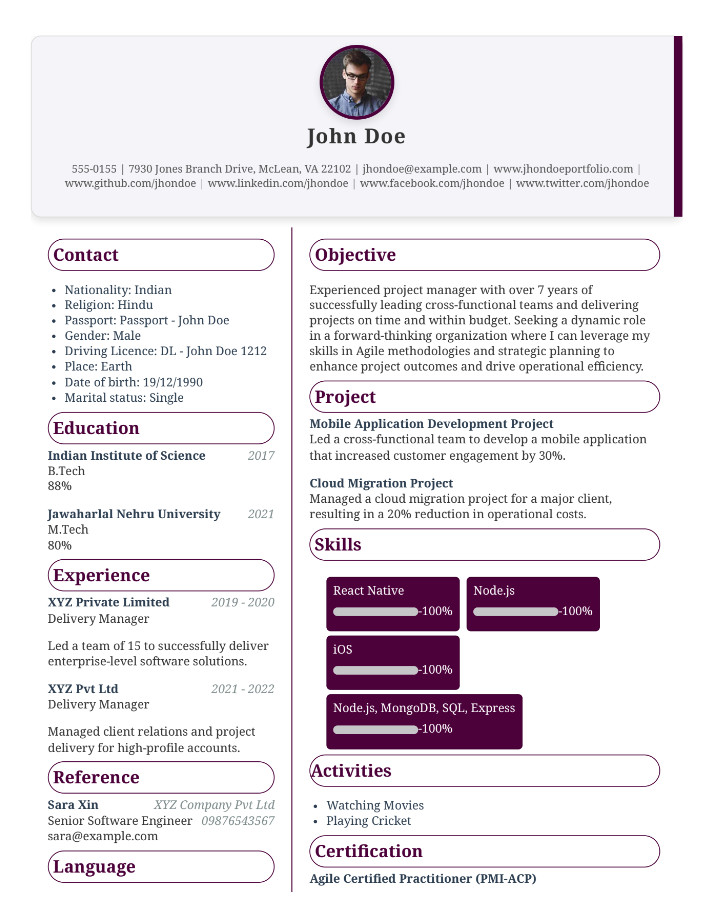 John Doe
555-0155 | 7930 Jones Branch Drive, McLean, VA 22102 | jhondoe@example.com | www.jhondoeportfolio.com |
www.github.com/jhondoe | www.linkedin.com/jhondoe | www.facebook.com/jhondoe | www.twitter.com/jhondoe
Contact
• Nationality: Indian
• Religion: Hindu
• Passport: Passport - John Doe
• Gender: Male
• Driving Licence: DL - John Doe 1212
• Place: Earth
• Date of birth: 19/12/1990
• Marital status: Single
Education
Indian Institute of Science 2017
B.Tech
88%
Jawaharlal Nehru University 2021
M.Tech
80%
Experience
XYZ Private Limited 2019 - 2020
Delivery Manager
Led a team of 15 to successfully deliver
enterprise-level software solutions.
XYZ Pvt Ltd 2021 - 2022
Delivery Manager
Managed client relations and project
delivery for high-profile accounts.
Reference
Sara Xin XYZ Company Pvt Ltd
Senior Software Engineer 09876543567
sara@example.com
Language
Objective
Experienced project manager with over 7 years of
successfully leading cross-functional teams and delivering
projects on time and within budget. Seeking a dynamic role
in a forward-thinking organization where I can leverage my
skills in Agile methodologies and strategic planning to
enhance project outcomes and drive operational efficiency.
Project
Mobile Application Development Project
Led a cross-functional team to develop a mobile application
that increased customer engagement by 30%.
Cloud Migration Project
Managed a cloud migration project for a major client,
resulting in a 20% reduction in operational costs.
Skills
React Native
-100%
Node.js
-100%
iOS
-100%
Node.js, MongoDB, SQL, Express
-100%
Activities
• Watching Movies
• Playing Cricket
Certification
Agile Certified Practitioner (PMI-ACP)